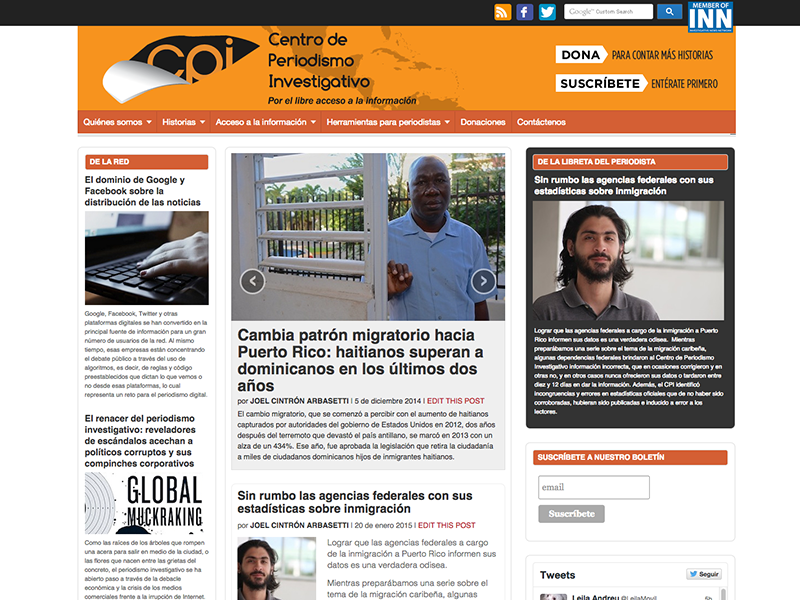 Google Custom Search
MEMBER OF
INN
INVESTIGATIVE NEWS NETWORK
cpi
Centro de
Periodismo
Investigativo
Por el libre acceso a la información
DONA PARA CONTAR MÁS HISTORIAS
SUSCRÍBETE ENTÉRATE PRIMERO
Quiénes somos Historias Acceso a la información Herramientas para periodistas Donaciones Contáctenos
DE LA RED
El dominio de Google y
Facebook sobre la
distribución de las noticias
Google, Facebook, Twitter y otras
plataformas digitales se han convertido en la
principal fuente de información para un gran
número de usuarios de la red. Al mismo
tiempo, esas empresas están concentrando
el debate público a través del uso de
algoritmos, es decir, de reglas y código
preestablecidos que dictan lo que vemos o
no desde esas plataformas, lo cual
representa un reto para el periodismo digital.
El renacer del periodismo
investigativo: reveladores
de escándalos acechan a
políticos corruptos y sus
compinches corporativos
GLOBAL
MUCKRAKING
Como las raíces de los árboles que rompen
una acera para salir en medio de la ciudad, o
las flores que nacen entre las grietas del
concreto, el periodismo investigativo se ha
abierto paso a través de la debacle
económica y la crisis de los medios
comerciales frente a la irrupción de Internet.
Cambia patrón migratorio hacia
Puerto Rico: haitianos superan a
dominicanos en los últimos dos
años
por JOEL CINTRÓN ARBASETTI | 5 de diciembre 2014 | EDIT THIS POST
El cambio migratorio, que se comenzó a percibir con el aumento de haitianos
capturados por autoridades del gobierno de Estados Unidos en 2012, dos años
después del terremoto que devastó el país antillano, se marcó en 2013 con un
alza de un 434%. Ese año, fue aprobada la legislación que retira la ciudadanía
a miles de ciudadanos dominicanos hijos de inmigrantes haitianos.
Sin rumbo las agencias federales con sus
estadísticas sobre inmigración
por JOEL CINTRÓN ARBASETTI | 20 de enero 2015 | EDIT THIS POST
Lograr que las agencias federales a cargo
de la inmigración a Puerto Rico informen sus
datos es una verdadera odisea.
Mientras preparábamos una serie sobre el
tema de la migración caribeña, algunas
DE LA LIBRETA DEL PERIODISTA
Sin rumbo las agencias federales con sus
estadísticas sobre inmigración
Lograr que las agencias federales a cargo de la inmigración a Puerto
Rico informen sus datos es una verdadera odisea. Mientras
preparábamos una serie sobre el tema de la migración caribeña,
algunas dependencias federales brindaron al Centro de Periodismo
Investigativo información incorrecta, que en ocasiones corrigieron y en
otras no, y en otros casos nunca ofrecieron sus datos o tardaron entre
diez y 12 días en dar la información. Además, el CPI identificó
incongruencias y errores en estadísticas oficiales que de no haber sido
corroboradas, hubieran sido publicadas e inducido a error a los
lectores.
SUSCRÍBETE A NUESTRO BOLETÍN
email
Suscríbete
Tweets
Seguir
Leila Andreu @LeilaMovil 5h